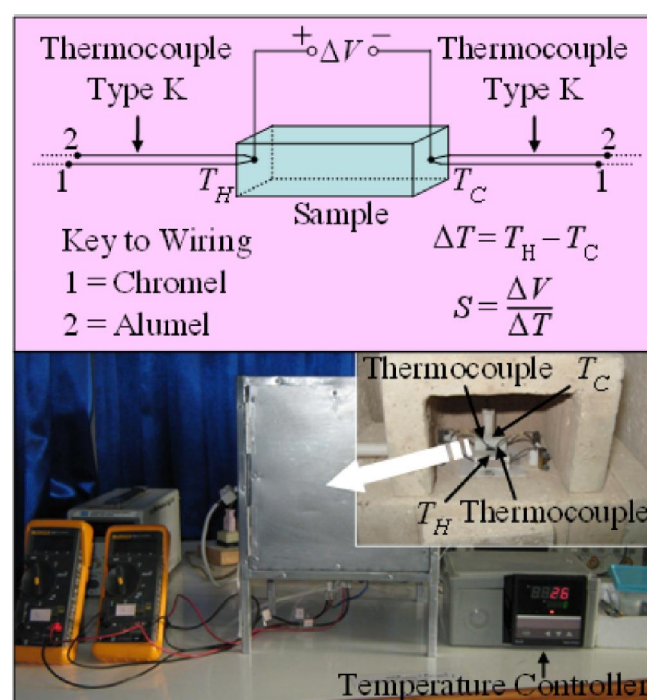 + ΔV −
Thermocouple
Type K
Thermocouple
Type K
2
1
2
1
T_H
T_C
Sample
Key to Wiring
1 = Chromel
2 = Alumel
ΔT = T_H − T_C
S = ΔV / ΔT
Thermocouple T_C
T_H Thermocouple
26
Temperature Controller